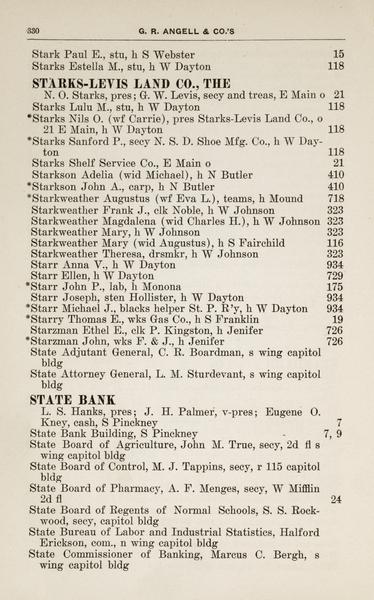 330 G. R. ANGELL & CO.'S
Stark Paul E., stu, h S Webster 15
Starks Estella M., stu, h W Dayton 118
STARKS-LEVIS LAND CO., THE
N. O. Starks, pres; G. W. Levis, secy and treas, E Main o 21
Starks Lulu M., stu, h W Dayton 118
*Starks Nils O. (wf Carrie), pres Starks-Levis Land Co., o
21 E Main, h W Dayton 118
*Starks Sanford P., secy N. S. D. Shoe Mfg. Co., h W Day-
ton 118
Starks Shelf Service Co., E Main o 21
Starkson Adelia (wid Michael), h N Butler 410
*Starkson John A., carp, h N Butler 410
*Starkweather Augustus (wf Eva L.), teams, h Mound 718
Starkweather Frank J., clk Noble, h W Johnson 323
Starkweather Magdalena (wid Charles H.), h W Johnson 323
Starkweather Mary, h W Johnson 323
Starkweather Mary (wid Augustus), h S Fairchild 116
Starkweather Theresa, drsmkr, h W Johnson 323
Starr Anna V., h W Dayton 934
Starr Ellen, h W Dayton 729
*Starr John P., lab, h Monona 175
Starr Joseph, sten Hollister, h W Dayton 934
*Starr Michael J., blacks helper St. P. R'y, h W Dayton 934
*Starry Thomas E., wks Gas Co., h S Franklin 19
Starzman Ethel E., clk P. Kingston, h Jenifer 726
*Starzman John, wks F. & J., h Jenifer 726
State Adjutant General, C. R. Boardman, s wing capitol
bldg
State Attorney General, L. M. Sturdevant, s wing capitol
bldg
STATE BANK
L. S. Hanks, pres; J. H. Palmer, v-pres; Eugene O.
Kney, cash, S Pinckney 7
State Bank Building, S Pinckney 7, 9
State Board of Agriculture, John M. True, secy, 2d fl s
wing capitol bldg
State Board of Control, M. J. Tappins, secy, r 115 capitol
bldg
State Board of Pharmacy, A. F. Menges, secy, W Mifflin
2d fl 24
State Board of Regents of Normal Schools, S. S. Rock-
wood, secy, capitol bldg
State Bureau of Labor and Industrial Statistics, Halford
Erickson, com., n wing capitol bldg
State Commissioner of Banking, Marcus C. Bergh, s
wing capitol bldg